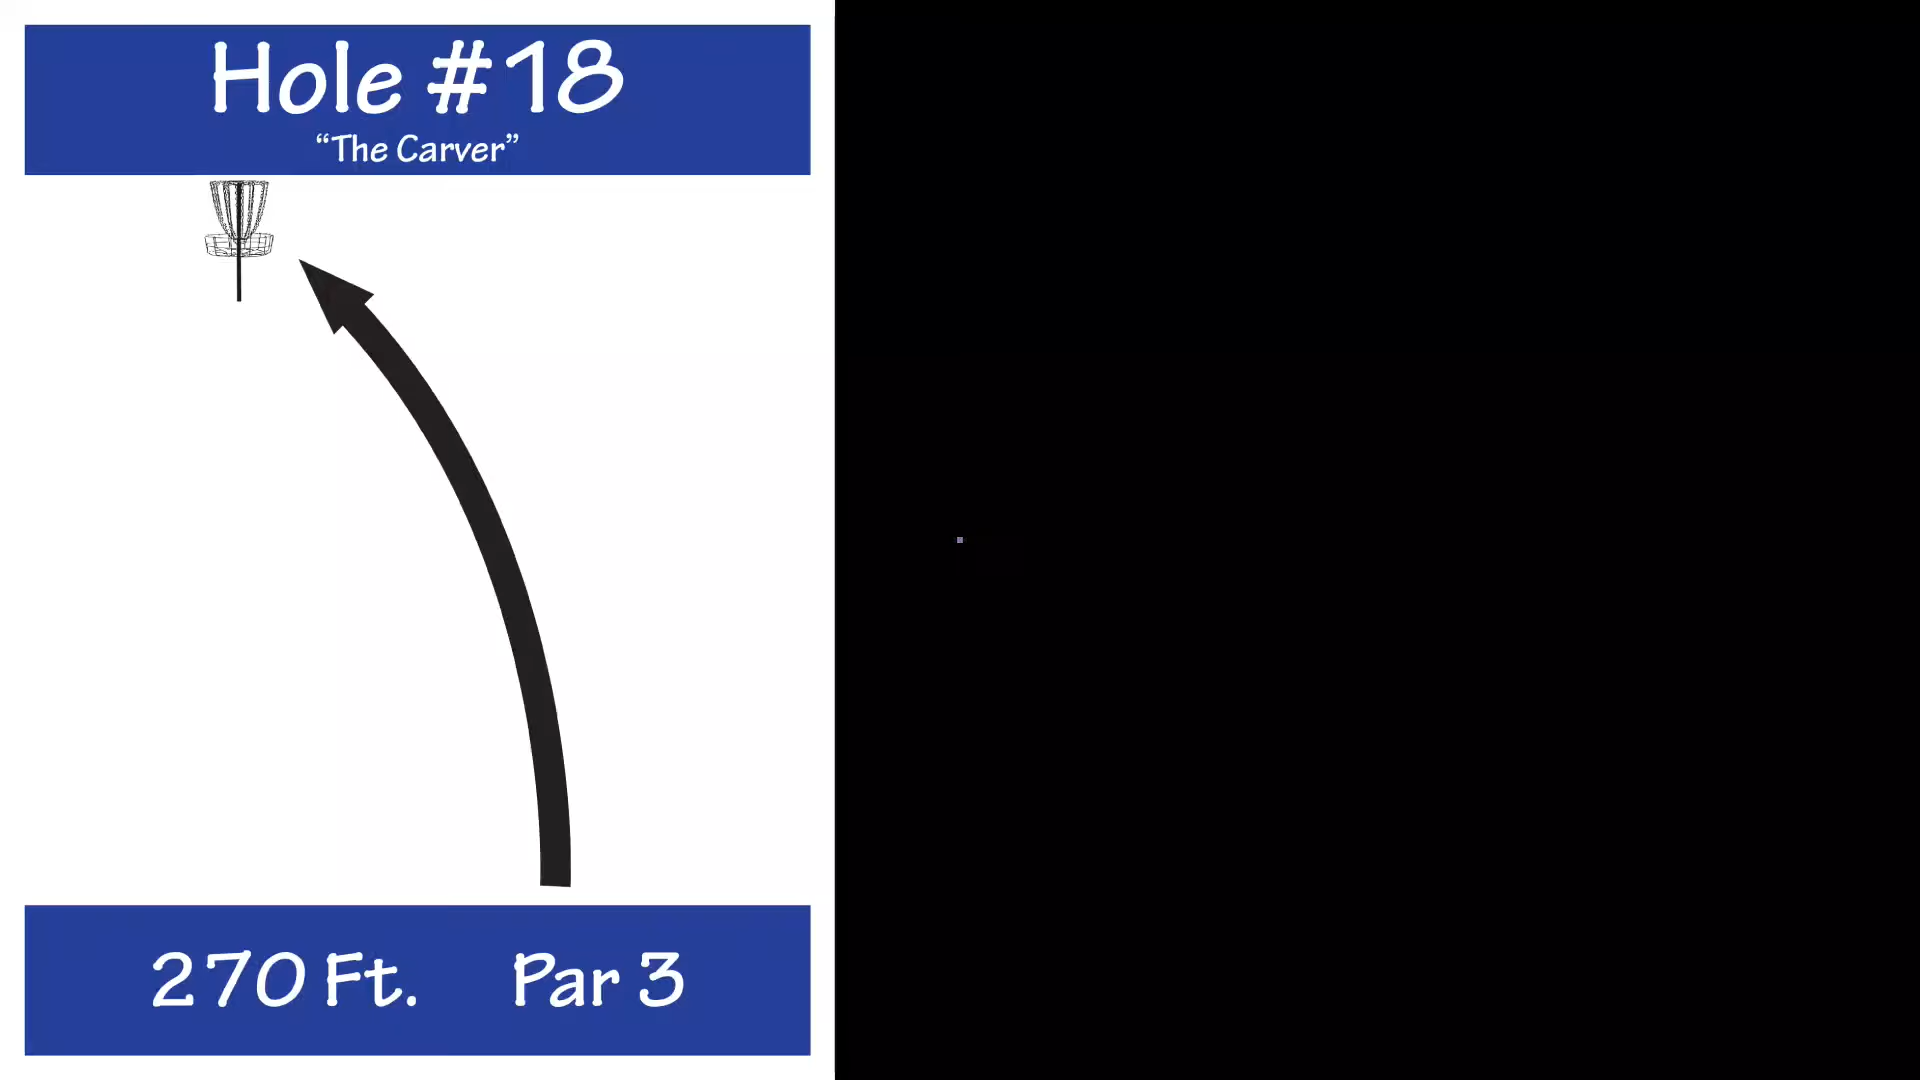 Hole #18
“The Carver”
270 Ft. Par 3